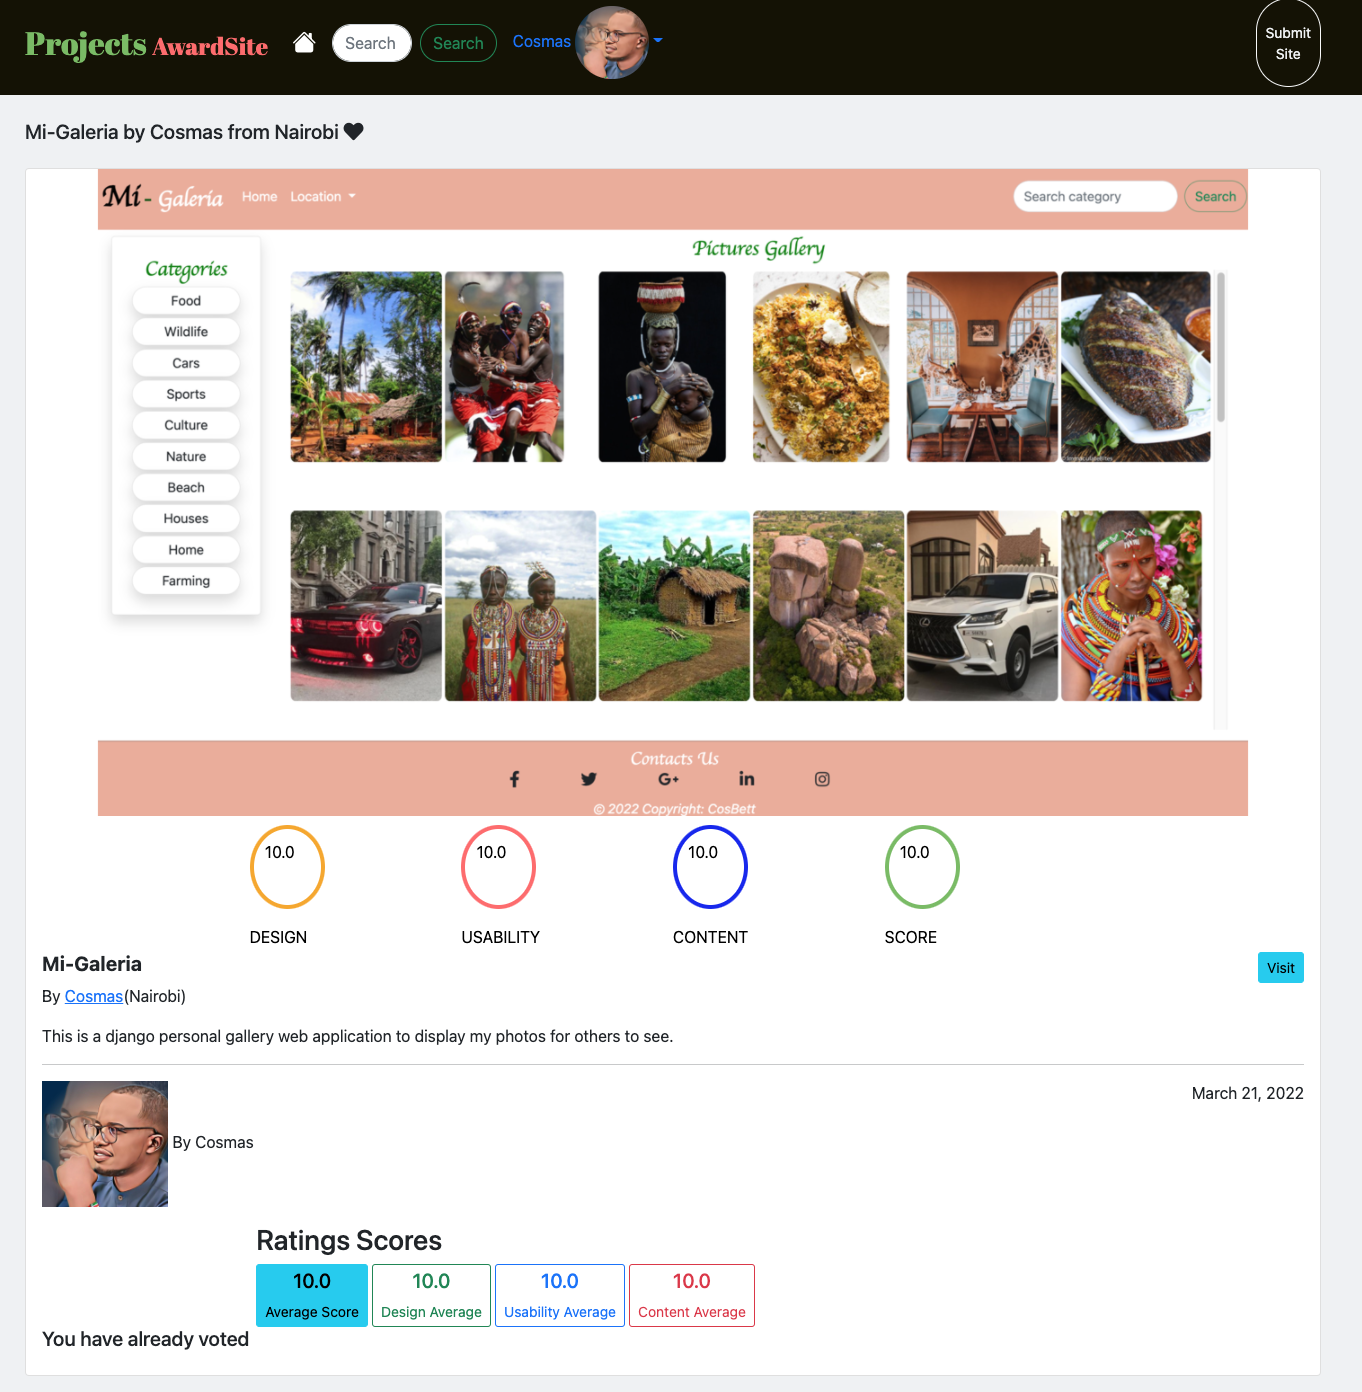 Projects AwardSite
Search
Search
Cosmas
Submit
Site
Mi-Galeria by Cosmas from Nairobi
Mi - Galeria
Home
Location
Search category
Search
Categories
Food
Wildlife
Cars
Sports
Culture
Nature
Beach
Houses
Home
Farming
Pictures Gallery
Contacts Us
© 2022 Copyright: CosBett
10.0
10.0
10.0
10.0
DESIGN
USABILITY
CONTENT
SCORE
Mi-Galeria
Visit
By Cosmas(Nairobi)
This is a django personal gallery web application to display my photos for others to see.
March 21, 2022
By Cosmas
Ratings Scores
10.0
Average Score
10.0
Design Average
10.0
Usability Average
10.0
Content Average
You have already voted